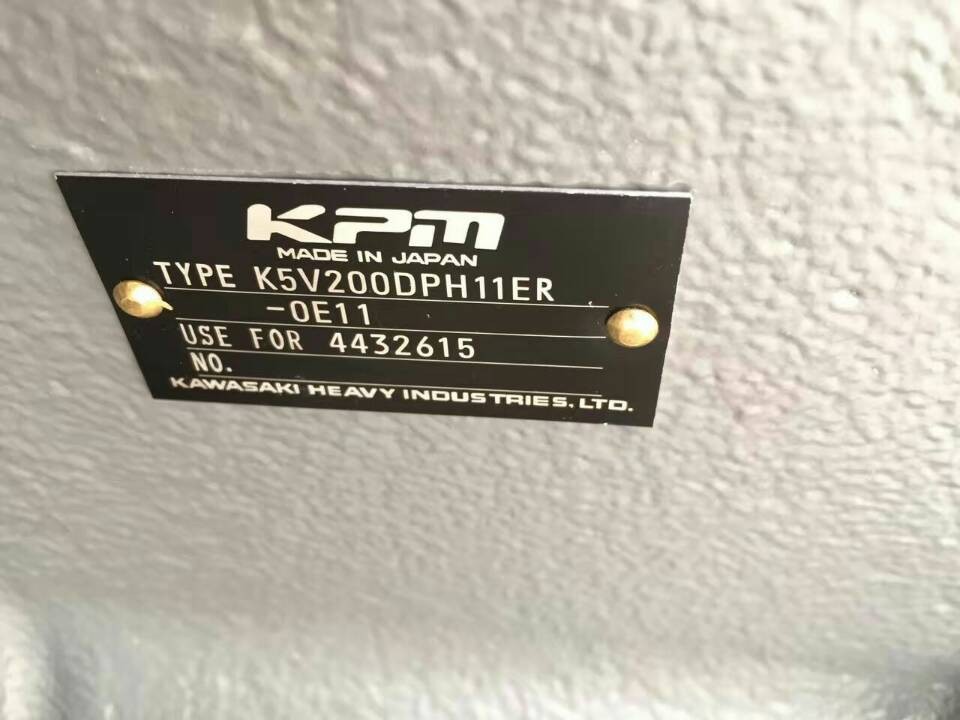 KPM
MADE IN JAPAN
TYPE K5V200DPH11ER
-0E11
USE FOR 4432615
NO.
KAWASAKI HEAVY INDUSTRIES, LTD.